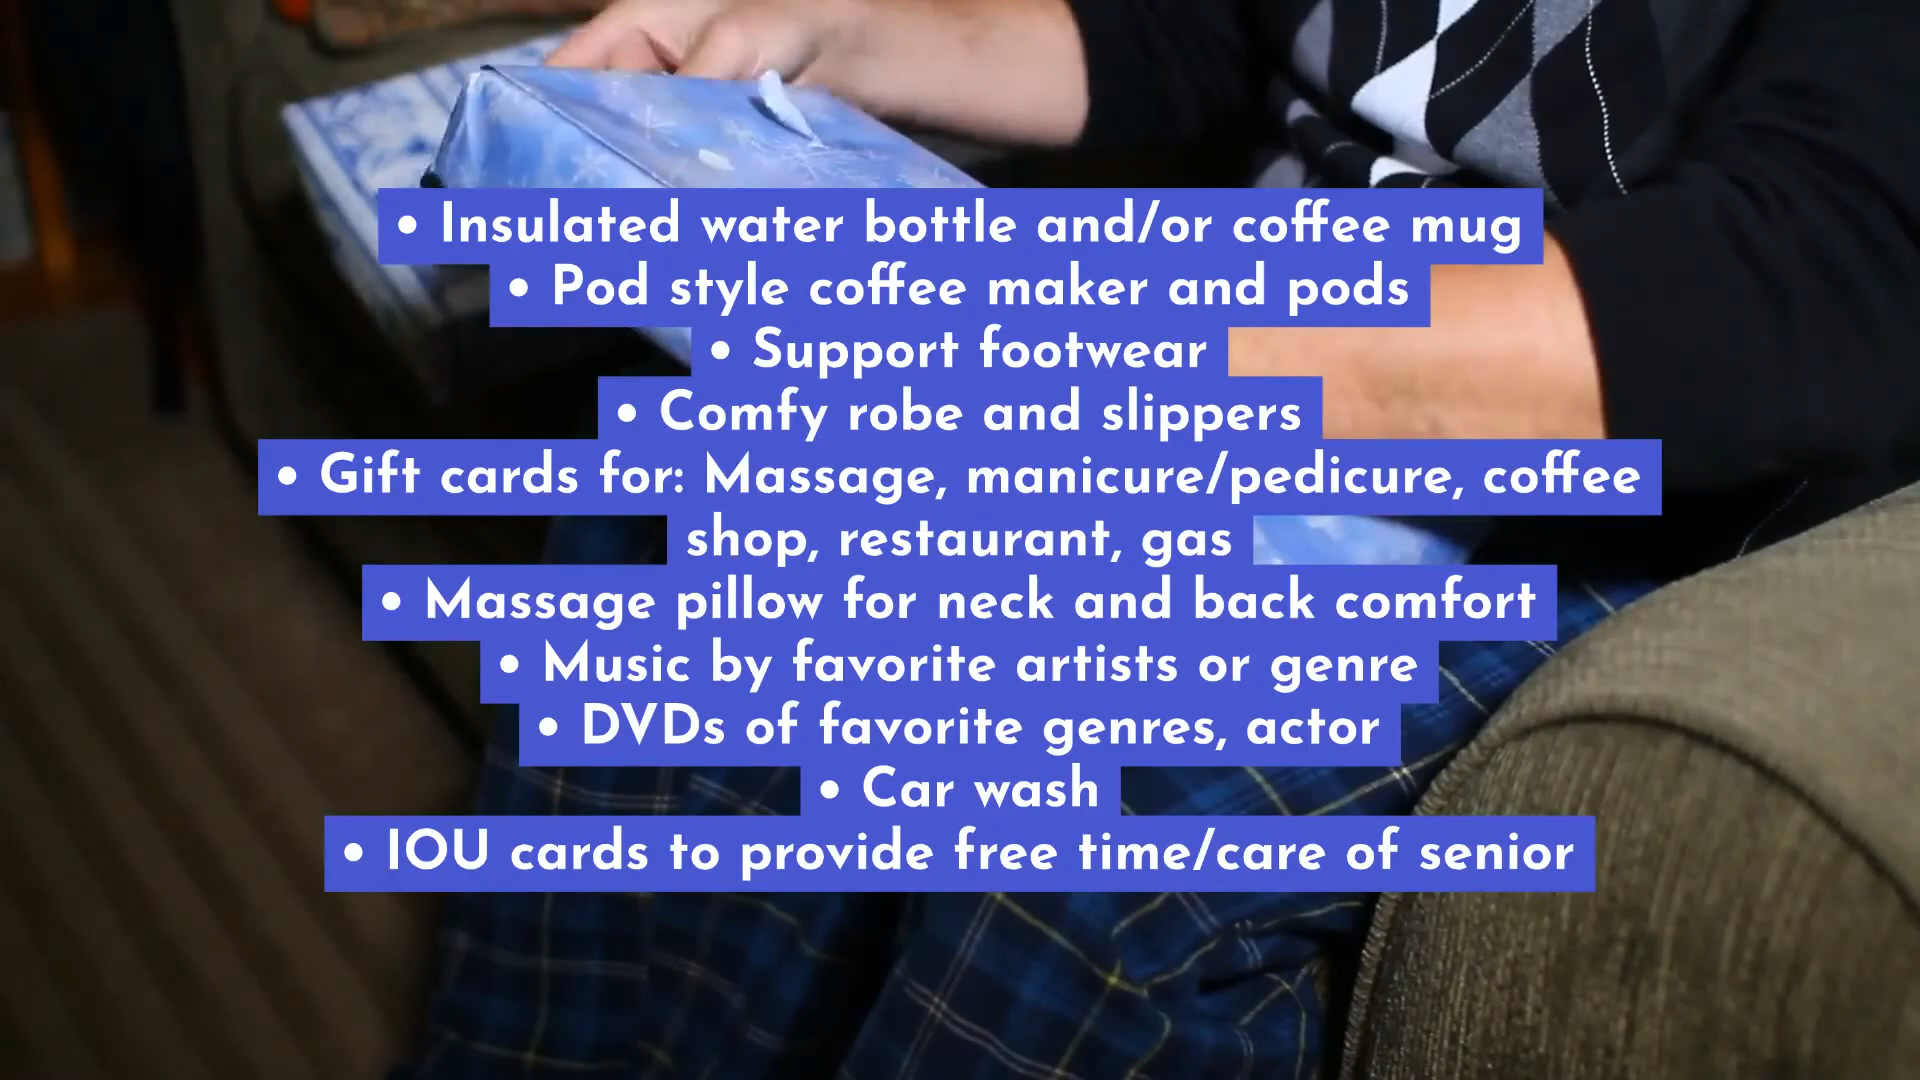 • Insulated water bottle and/or coffee mug
• Pod style coffee maker and pods
• Support footwear
• Comfy robe and slippers
• Gift cards for: Massage, manicure/pedicure, coffee
shop, restaurant, gas
• Massage pillow for neck and back comfort
• Music by favorite artists or genre
• DVDs of favorite genres, actor
• Car wash
• IOU cards to provide free time/care of senior